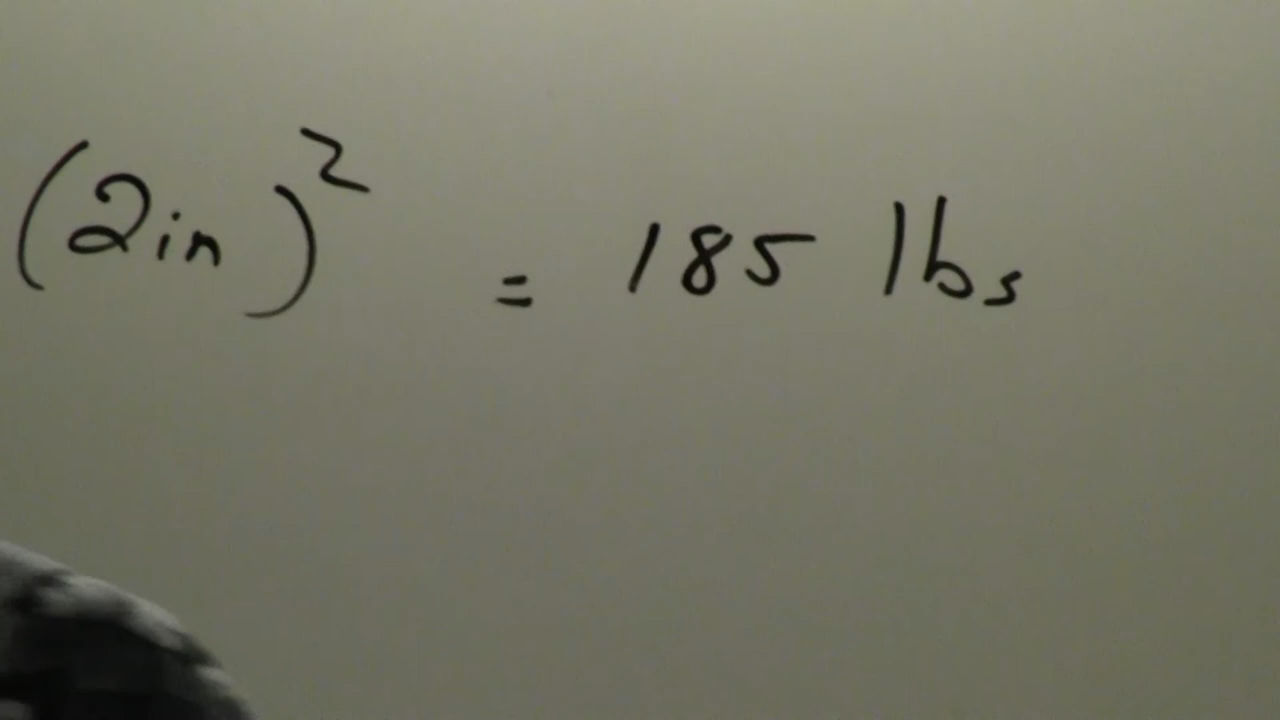 (2in)² = 185 lbs